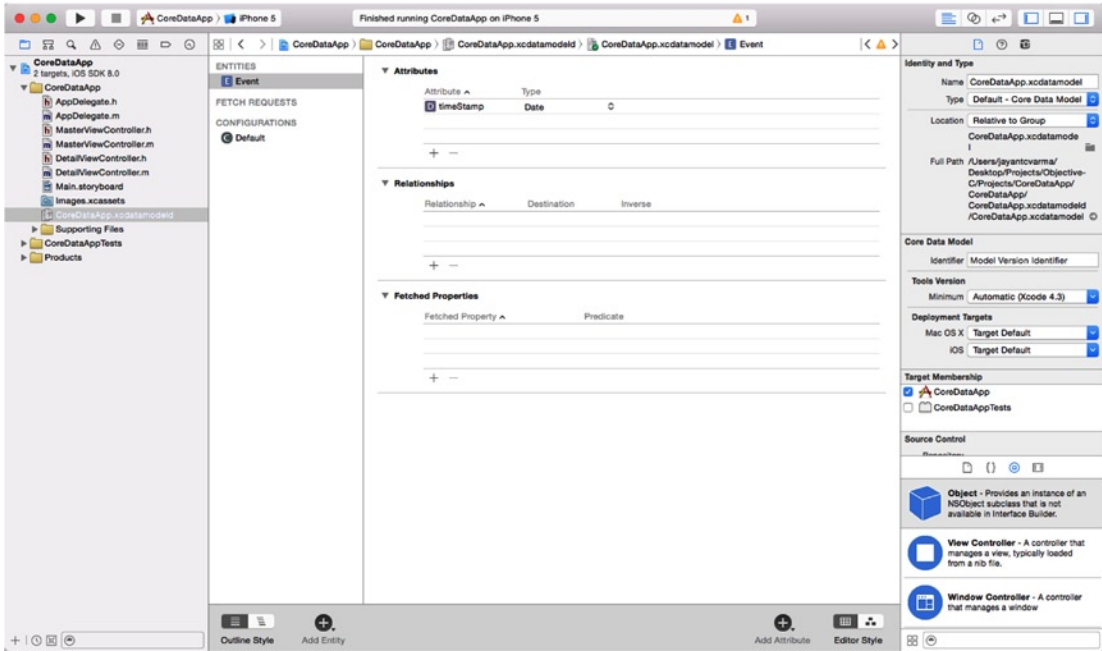 CoreDataApp 〉 iPhone 5
Finished running CoreDataApp on iPhone 5
1
CoreDataApp 〉 CoreDataApp 〉 CoreDataApp.xcdatamodeld 〉 CoreDataApp.xcdatamodel 〉 E Event
CoreDataApp
2 targets, iOS SDK 8.0
CoreDataApp
h AppDelegate.h
m AppDelegate.m
h MasterViewController.h
m MasterViewController.m
h DetailViewController.h
m DetailViewController.m
Main.storyboard
Images.xcassets
CoreDataApp.xcdatamodeld
Supporting Files
CoreDataAppTests
Products
ENTITIES
E Event
FETCH REQUESTS
CONFIGURATIONS
C Default
Attributes
Attribute Type
D timeStamp Date
+ −
Relationships
Relationship Destination Inverse
+ −
Fetched Properties
Fetched Property Predicate
+ −
Outline Style
Add Entity
Add Attribute
Editor Style
Identity and Type
Name CoreDataApp.xcdatamodel
Type Default - Core Data Model
Location Relative to Group
CoreDataApp.xcdatamode
l
Full Path /Users/jayantcvarma/
Desktop/Projects/Objective-
C/Projects/CoreDataApp/
CoreDataApp/
CoreDataApp.xcdatamodeld
/CoreDataApp.xcdatamodel
Core Data Model
Identifier Model Version Identifier
Tools Version
Minimum Automatic (Xcode 4.3)
Deployment Targets
Mac OS X Target Default
iOS Target Default
Target Membership
CoreDataApp
CoreDataAppTests
Source Control
Object - Provides an instance of an
NSObject subclass that is not
available in Interface Builder.
View Controller - A controller that
manages a view, typically loaded
from a nib file.
Window Controller - A controller
that manages a window